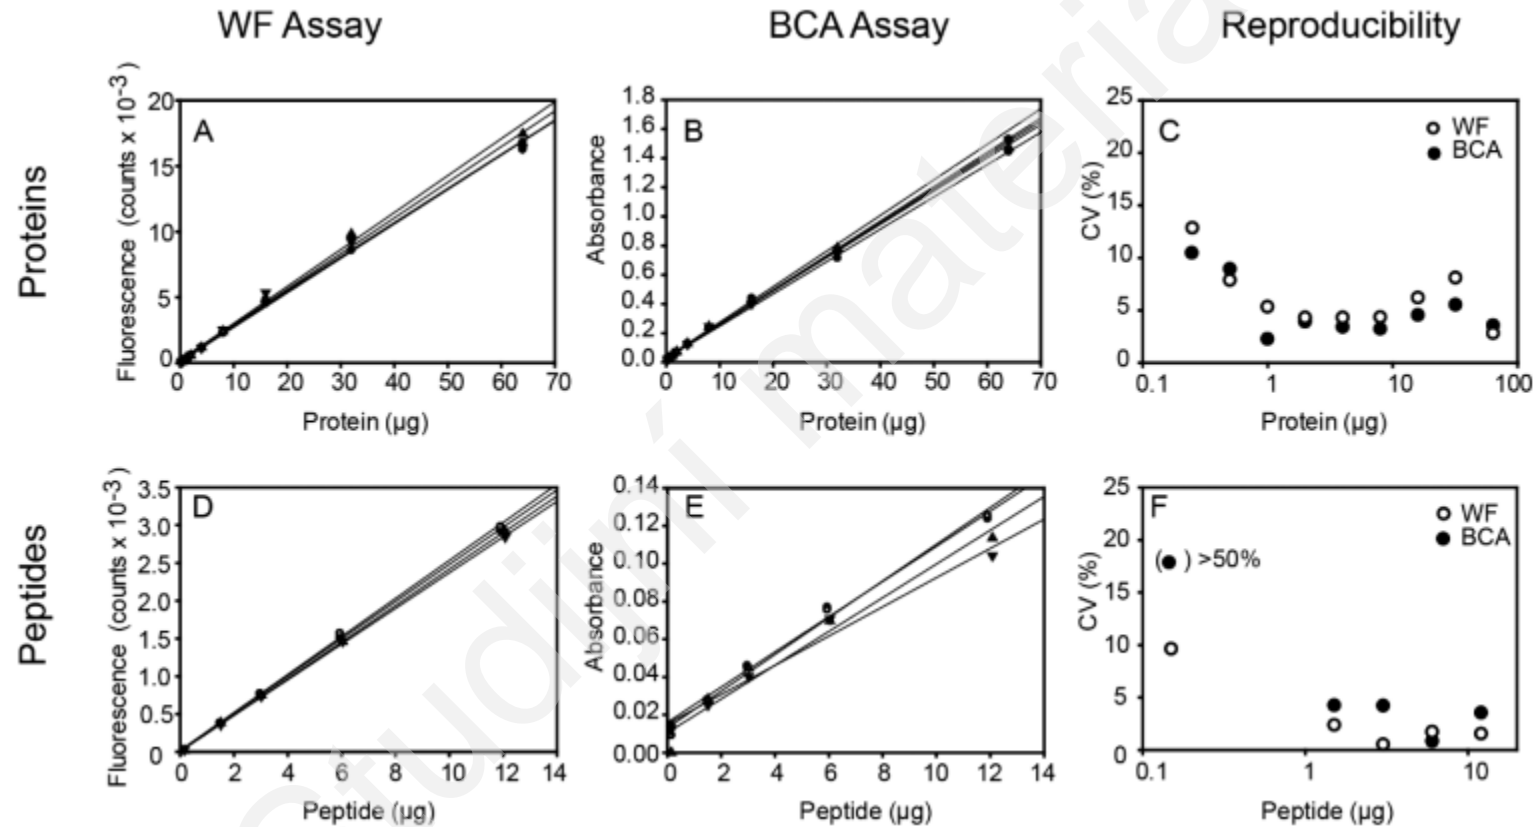 WF Assay
BCA Assay
Reproducibility
Proteins
Fluorescence (counts x 10⁻³ )
20
15
10
5
0
A
0 10 20 30 40 50 60 70
Protein (µg)
Absorbance
1.8
1.6
1.4
1.2
1.0
0.8
0.6
0.4
0.2
0.0
B
0 10 20 30 40 50 60 70
Protein (µg)
CV (%)
25
20
15
10
5
0
C
WF
BCA
0.1 1 10 100
Protein (µg)
Peptides
Fluorescence (counts x 10⁻³ )
3.5
3.0
2.5
2.0
1.5
1.0
0.5
0
D
0 2 4 6 8 10 12 14
Peptide (µg)
Absorbance
0.14
0.12
0.10
0.08
0.06
0.04
0.02
0.00
E
0 2 4 6 8 10 12 14
Peptide (µg)
CV (%)
25
20
15
10
5
0
F
WF
BCA
( ) >50%
0.1 1 10
Peptide (µg)